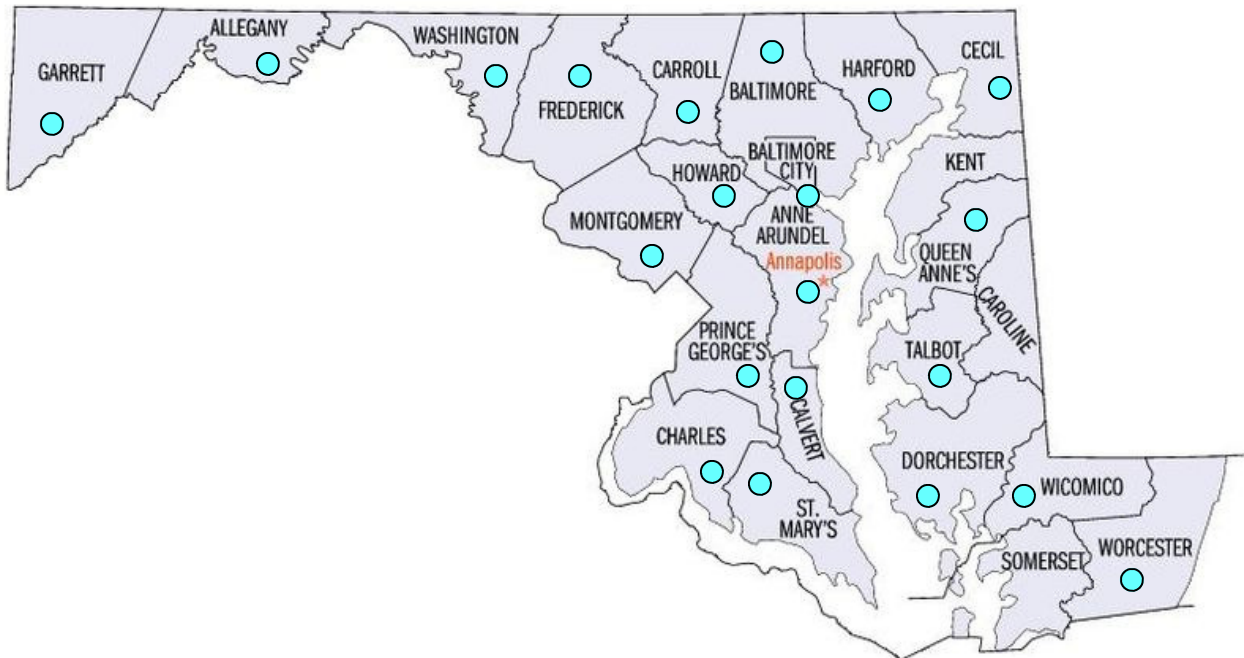 ALLEGANY
WASHINGTON
GARRETT
CARROLL
HARFORD
CECIL
FREDERICK
BALTIMORE
BALTIMORE
CITY
HOWARD
KENT
MONTGOMERY
ANNE
ARUNDEL
Annapolis
QUEEN
ANNE'S
CAROLINE
PRINCE
GEORGE'S
TALBOT
CALVERT
CHARLES
DORCHESTER
WICOMICO
ST.
MARY'S
SOMERSET
WORCESTER